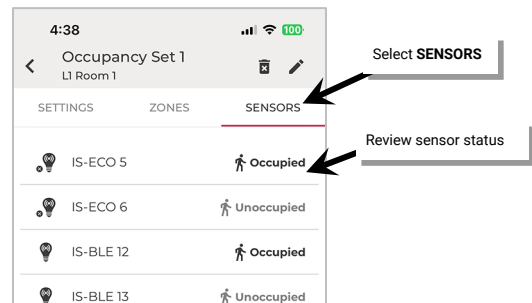 4:38
100
Occupancy Set 1
L1 Room 1
Select SENSORS
SETTINGS ZONES SENSORS
Review sensor status
IS-ECO 5 Occupied
IS-ECO 6 Unoccupied
IS-BLE 12 Occupied
IS-BLE 13 Unoccupied